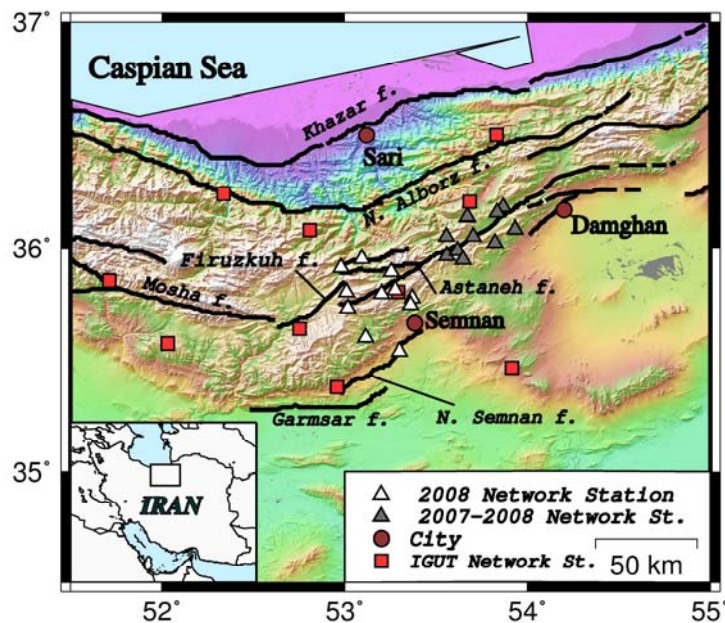 37°
Caspian Sea
Khazar f.
Sari
N. Alborz f.
36°
Damghan
Firuzkuh f.
Astaneh f.
Mosha f.
Semnan
Garmsar f.
N. Semnan f.
35°
IRAN
2008 Network Station
2007-2008 Network St.
City
IGUT Network St.
50 km
52°
53°
54°
55°